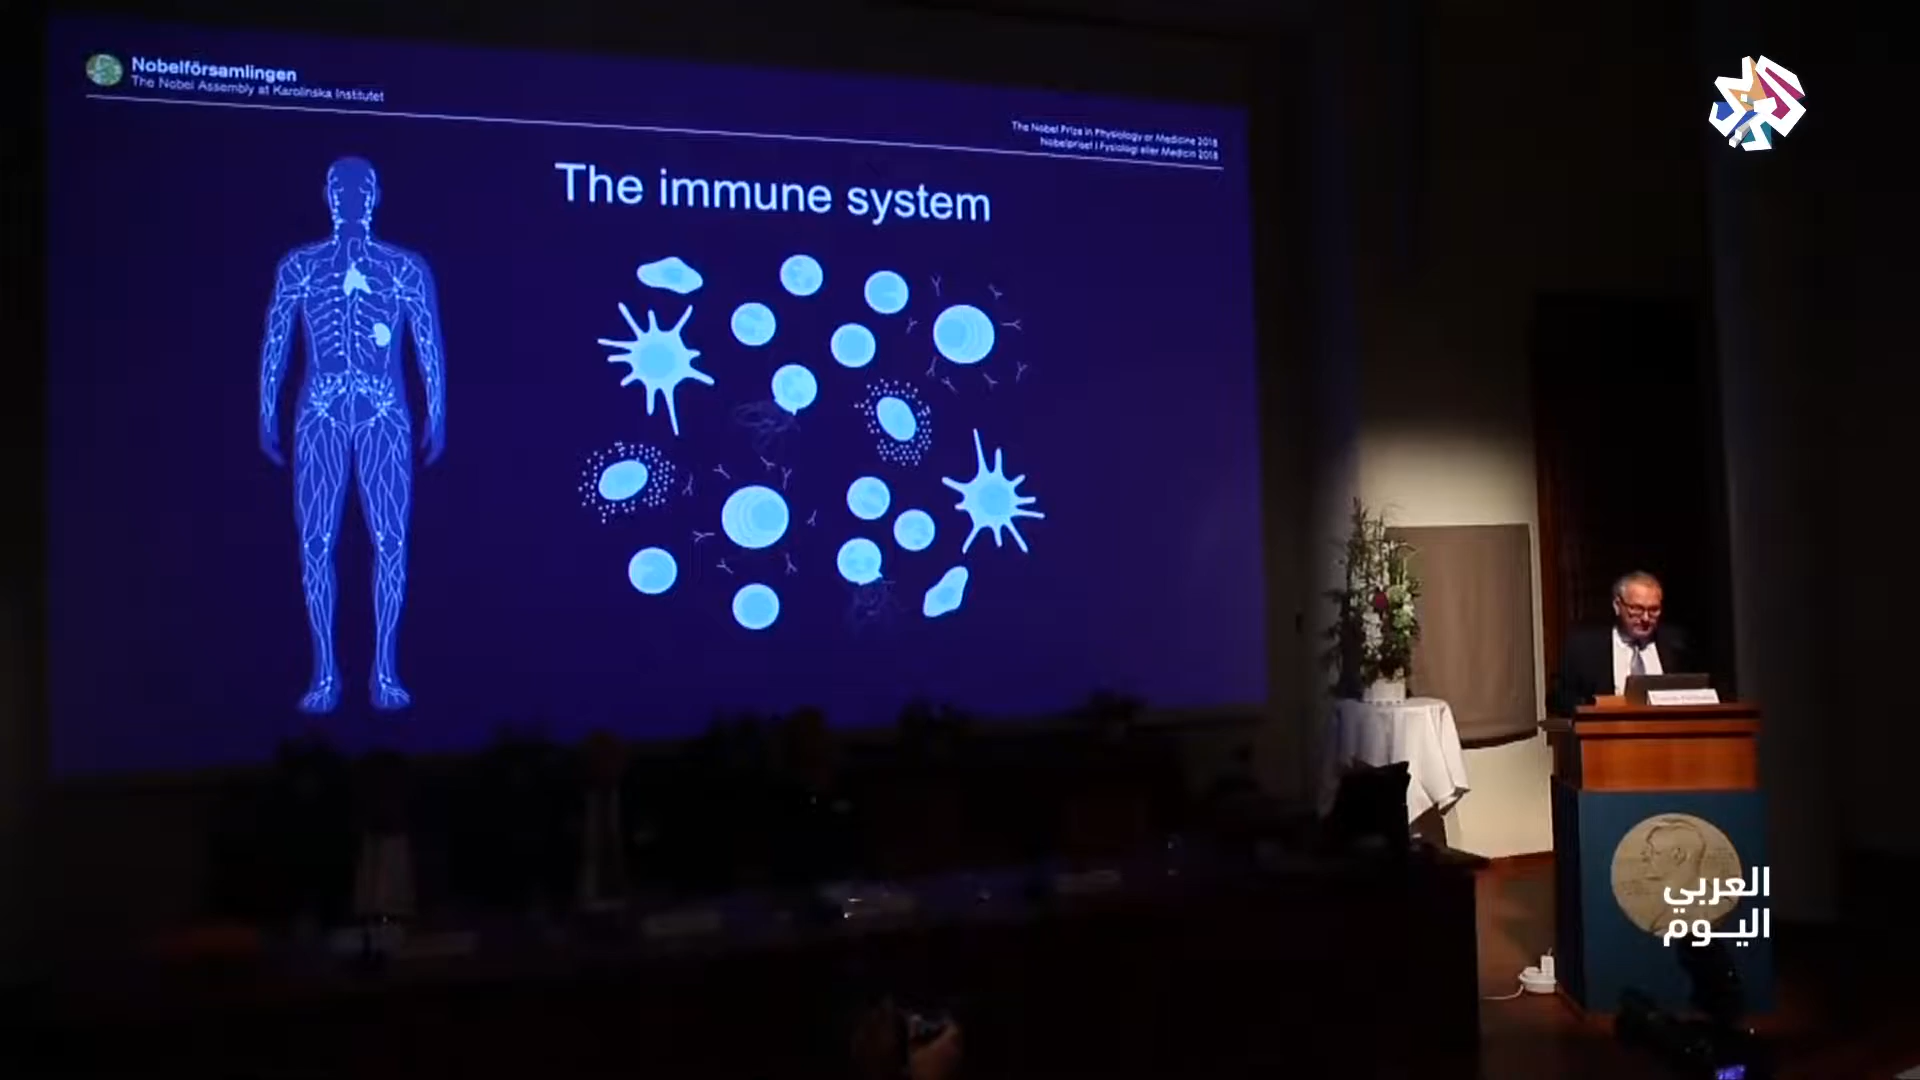 Nobelförsamlingen
The Nobel Assembly at Karolinska Institutet
The Nobel Prize in Physiology or Medicine 2018
Nobelpriset i Fysiologi eller Medicin 2018
The immune system
العربي
اليــوم